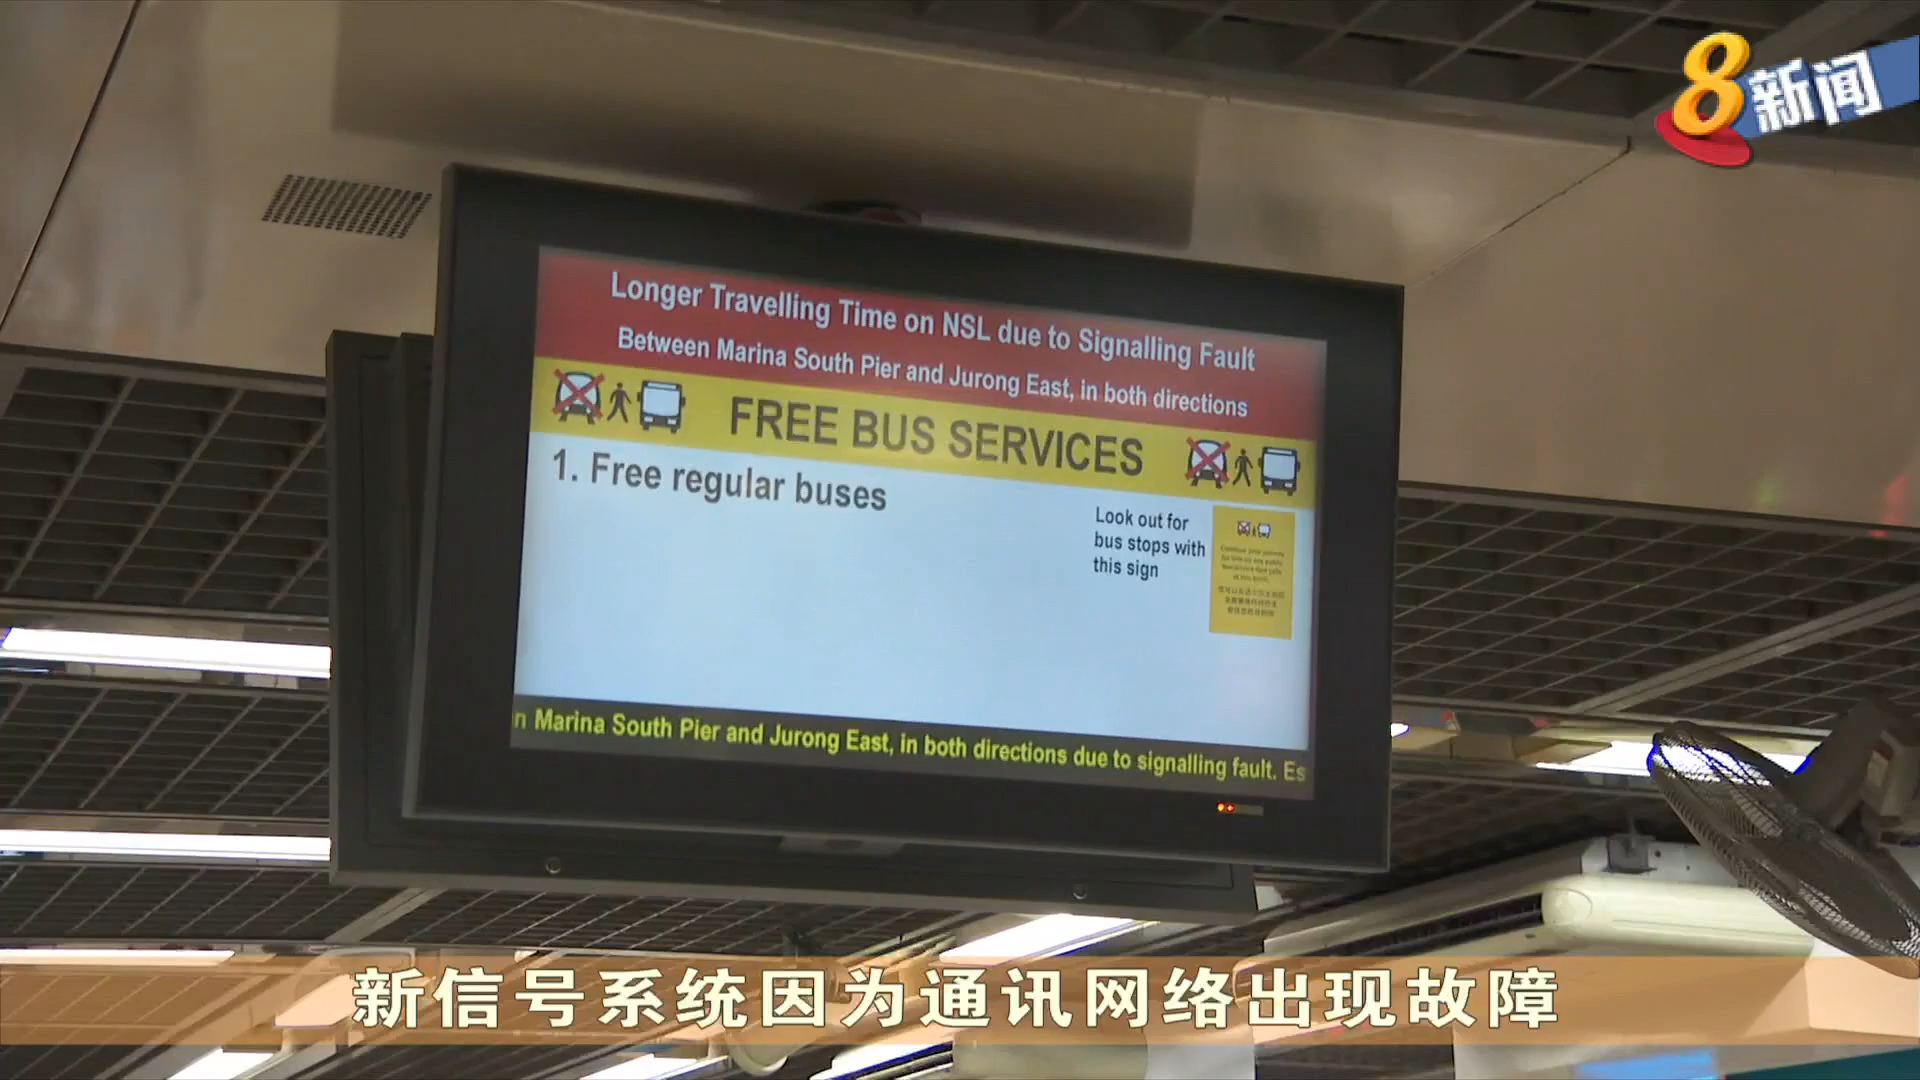 8新闻
Longer Travelling Time on NSL due to Signalling Fault
Between Marina South Pier and Jurong East, in both directions
FREE BUS SERVICES
1. Free regular buses
Look out for
bus stops with
this sign
n Marina South Pier and Jurong East, in both directions due to signalling fault. Es
新信号系统因为通讯网络出现故障